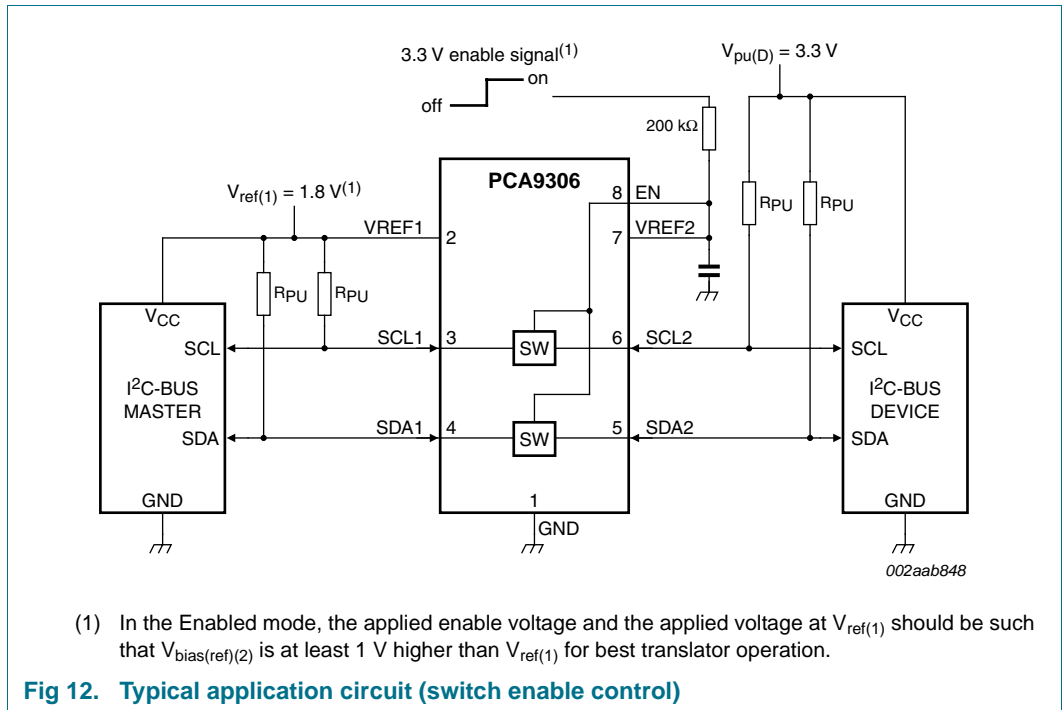 3.3 V enable signal(1)
on
off
Vpu(D) = 3.3 V
200 kΩ
PCA9306
Vref(1) = 1.8 V(1)
8 EN
RPU RPU
VREF1 2
7 VREF2
RPU RPU
VCC
VCC
SCL
SCL1 3
SW
6 SCL2
SCL
I2C-BUS
MASTER
I2C-BUS
DEVICE
SDA
SDA1 4
SW
5 SDA2
SDA
GND
1
GND
GND
002aab848
(1) In the Enabled mode, the applied enable voltage and the applied voltage at Vref(1) should be such
that Vbias(ref)(2) is at least 1 V higher than Vref(1) for best translator operation.
Fig 12. Typical application circuit (switch enable control)